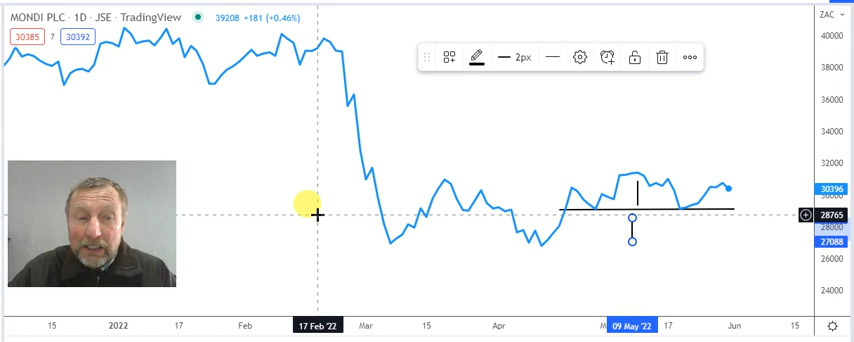 MONDI PLC · 1D · JSE · TradingView
39208 +181 (+0.46%)
30385 7 30392
2px
ZAC
40000
38000
36000
34000
32000
30396
28765
28000
27088
26000
24000
15 2022 17 Feb 17 Feb '22 Mar 15 Apr 09 May '22 17 Jun 15